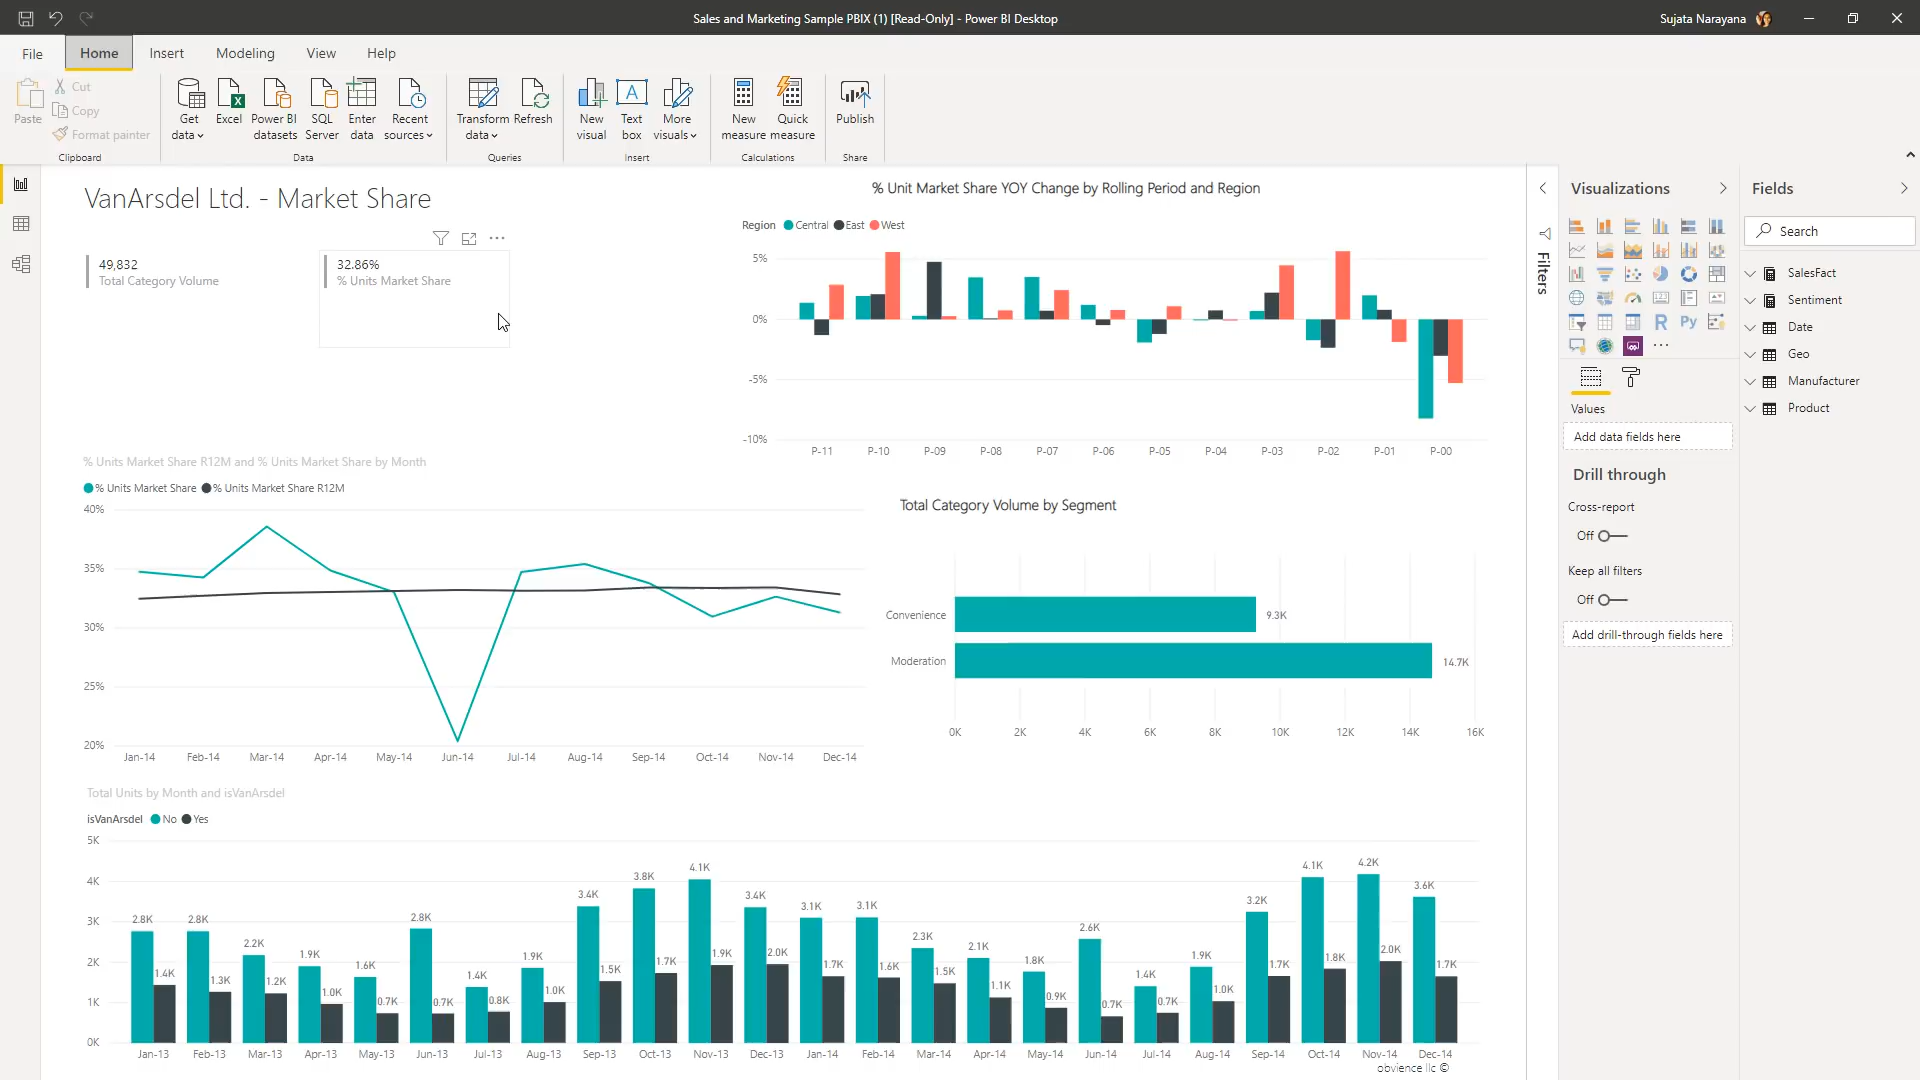 Sales and Marketing Sample PBIX (1) [Read-Only] - Power BI Desktop
Sujata Narayana
File
Home
Insert
Modeling
View
Help
Paste
Cut
Copy
Format painter
Clipboard
Get data
Excel
Power BI datasets
SQL Server
Enter data
Recent sources
Data
Transform data
Refresh
Queries
New visual
Text box
More visuals
Insert
New measure
Quick measure
Calculations
Publish
Share
VanArsdel Ltd. - Market Share
49,832
Total Category Volume
32.86%
% Units Market Share
% Unit Market Share YOY Change by Rolling Period and Region
Region Central East West
5%
0%
-5%
-10%
P-11 P-10 P-09 P-08 P-07 P-06 P-05 P-04 P-03 P-02 P-01 P-00
% Units Market Share R12M and % Units Market Share by Month
% Units Market Share % Units Market Share R12M
40%
35%
30%
25%
20%
Jan-14 Feb-14 Mar-14 Apr-14 May-14 Jun-14 Jul-14 Aug-14 Sep-14 Oct-14 Nov-14 Dec-14
Total Category Volume by Segment
Convenience 9.3K
Moderation 14.7K
0K 2K 4K 6K 8K 10K 12K 14K 16K
Total Units by Month and isVanArsdel
isVanArsdel No Yes
5K
4K
3K
2K
1K
0K
2.8K 1.4K 2.8K 1.3K 2.2K 1.2K 1.9K 1.0K 1.6K 0.7K 2.8K 0.7K 1.4K 0.8K 1.9K 1.0K 3.4K 1.5K 3.8K 1.7K 4.1K 1.9K 3.4K 2.0K 3.1K 1.7K 3.1K 1.6K 2.3K 1.5K 2.1K 1.1K 1.8K 0.9K 2.6K 0.7K 1.4K 0.7K 1.9K 1.0K 3.2K 1.7K 4.1K 1.8K 4.2K 2.0K 3.6K 1.7K
Jan-13 Feb-13 Mar-13 Apr-13 May-13 Jun-13 Jul-13 Aug-13 Sep-13 Oct-13 Nov-13 Dec-13 Jan-14 Feb-14 Mar-14 Apr-14 May-14 Jun-14 Jul-14 Aug-14 Sep-14 Oct-14 Nov-14 Dec-14
obvience llc ©
Filters
Visualizations
R
Py
Values
Add data fields here
Drill through
Cross-report
Off
Keep all filters
Off
Add drill-through fields here
Fields
Search
SalesFact
Sentiment
Date
Geo
Manufacturer
Product